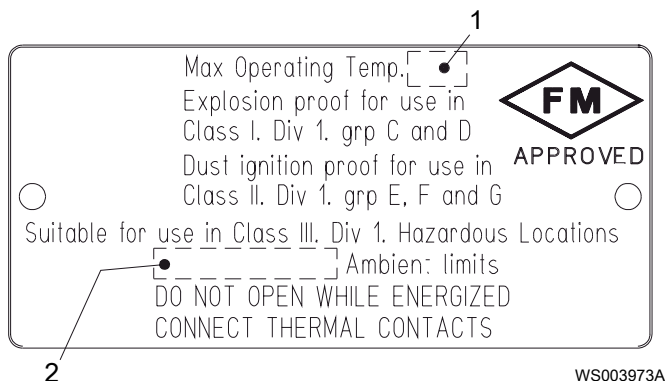 1
Max Operating Temp.
Explosion proof for use in
Class I. Div 1. grp C and D
FM
APPROVED
Dust ignition proof for use in
Class II. Div 1. grp E, F and G
Suitable for use in Class III. Div 1. Hazardous Locations
Ambient limits
DO NOT OPEN WHILE ENERGIZED
CONNECT THERMAL CONTACTS
2
WS003973A